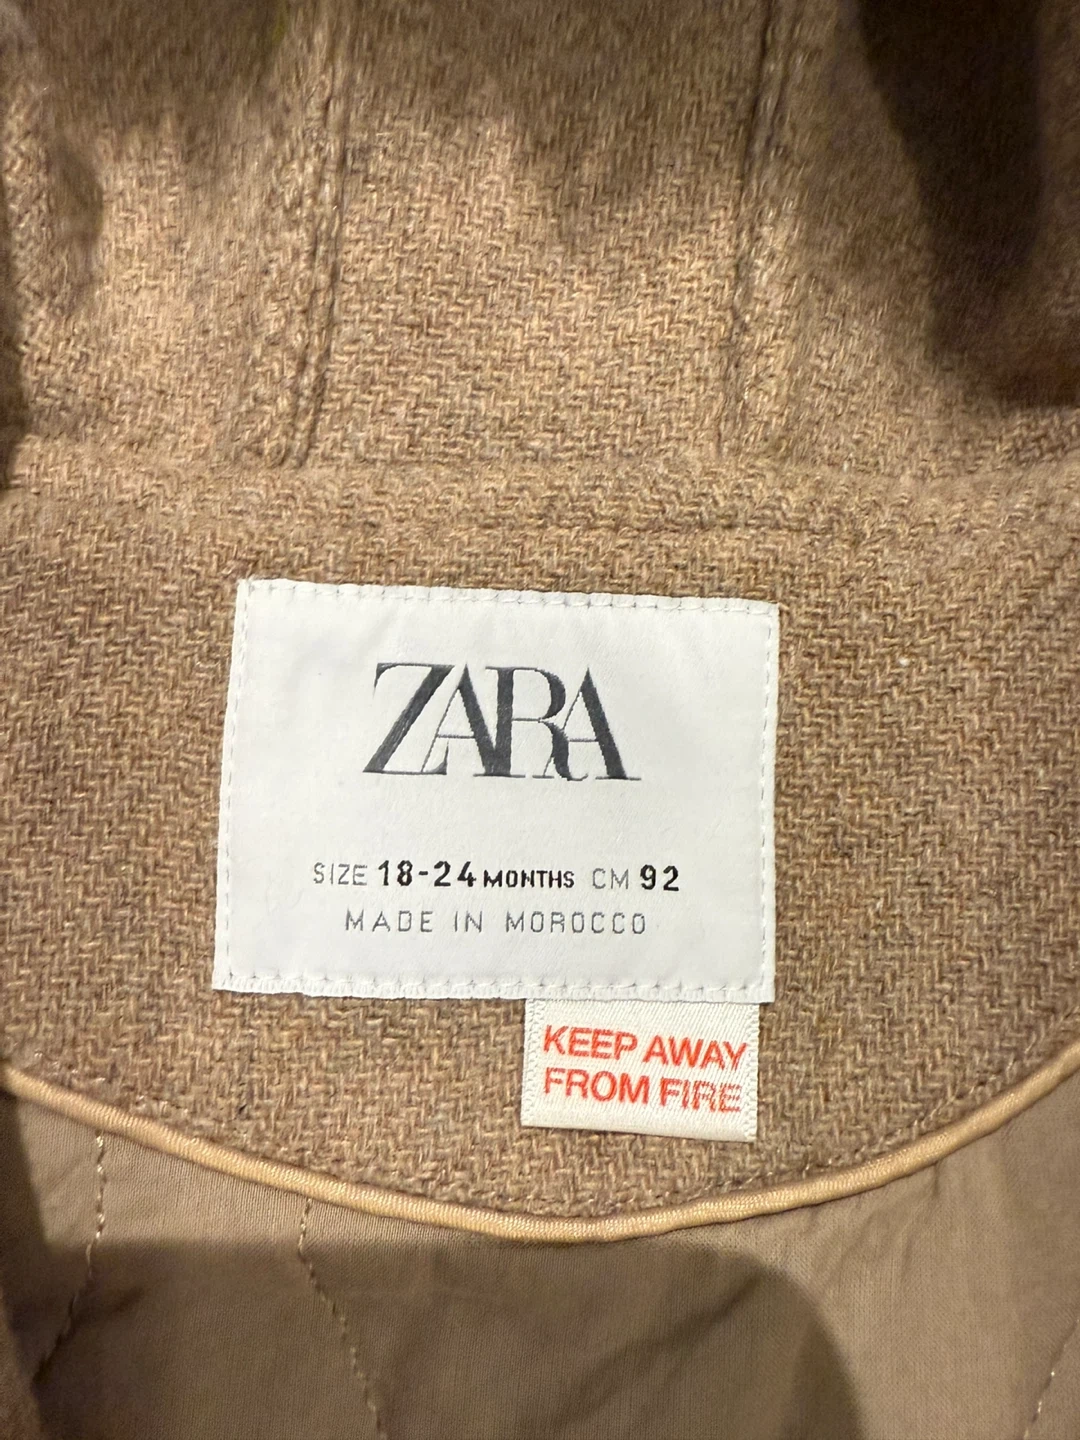 ZARA
SIZE 18-24 MONTHS CM 92
MADE IN MOROCCO
KEEP AWAY
FROM FIRE